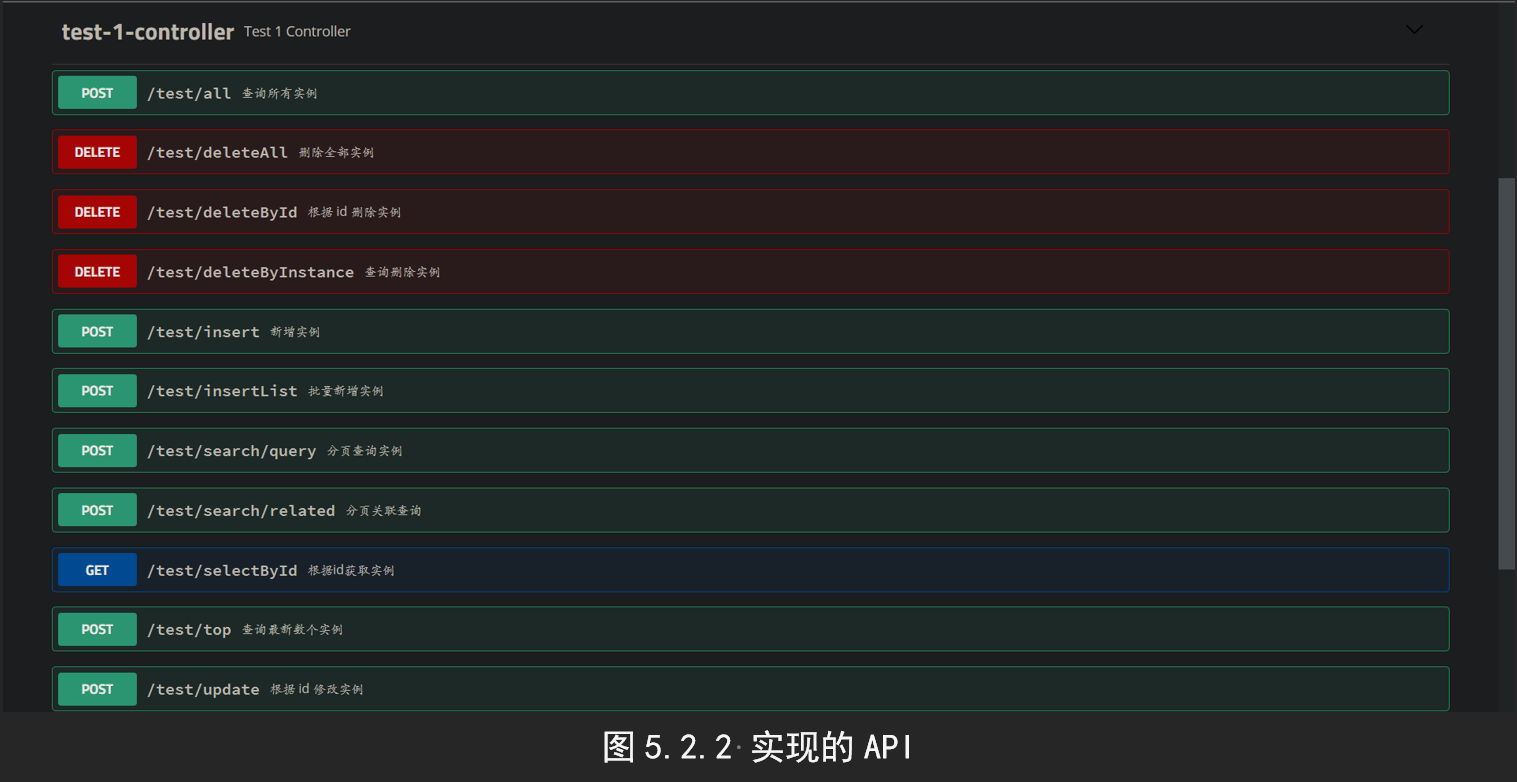 test-1-controller Test 1 Controller
POST /test/all 查询所有实例
DELETE /test/deleteAll 删除全部实例
DELETE /test/deleteById 根据 id 删除实例
DELETE /test/deleteByInstance 查询删除实例
POST /test/insert 新增实例
POST /test/insertList 批量新增实例
POST /test/search/query 分页查询实例
POST /test/search/related 分页关联查询
GET /test/selectById 根据id获取实例
POST /test/top 查询最新数个实例
POST /test/update 根据 id 修改实例
图 5.2.2 实现的 API